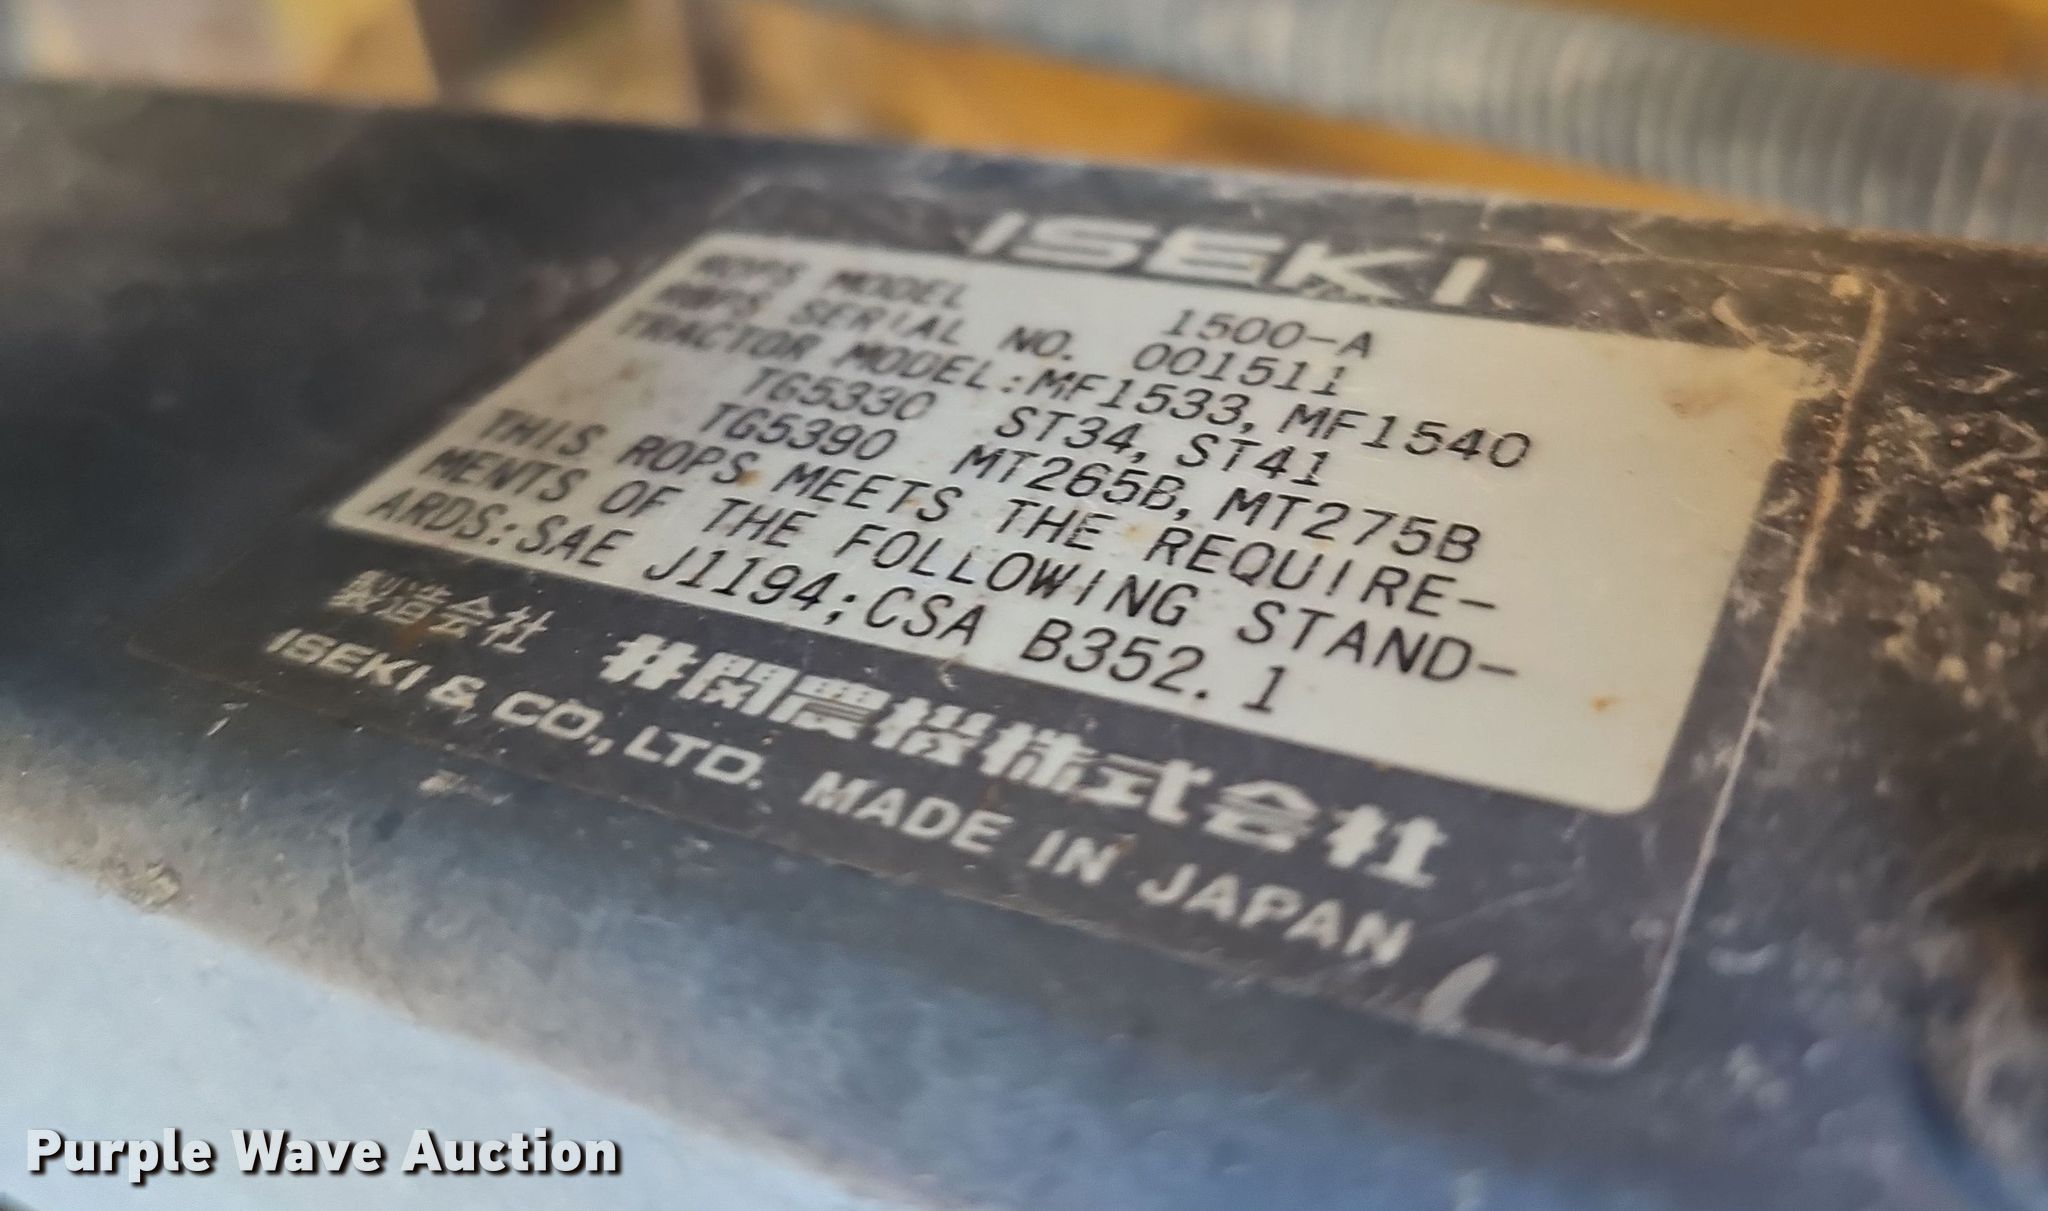 ISEKI
ROPS MODEL 1500-A
ROPS SERIAL NO. 001511
TRACTOR MODEL:MF1533, MF1540
TG5330 ST34, ST41
TG5390 MT265B, MT275B
THIS ROPS MEETS THE REQUIRE-
MENTS OF THE FOLLOWING STAND-
ARDS:SAE J1194;CSA B352.1
製造会社 井関農機株式会社
ISEKI & CO., LTD. MADE IN JAPAN
Purple Wave Auction